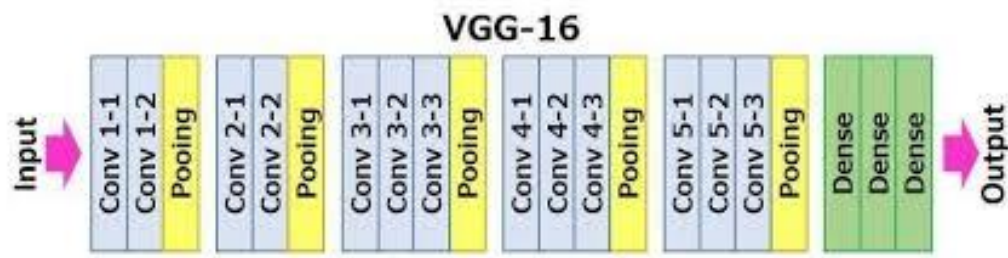 VGG-16
Input
Conv 1-1
Conv 1-2
Pooing
Conv 2-1
Conv 2-2
Pooing
Conv 3-1
Conv 3-2
Conv 3-3
Pooing
Conv 4-1
Conv 4-2
Conv 4-3
Pooing
Conv 5-1
Conv 5-2
Conv 5-3
Pooing
Dense
Dense
Dense
Output